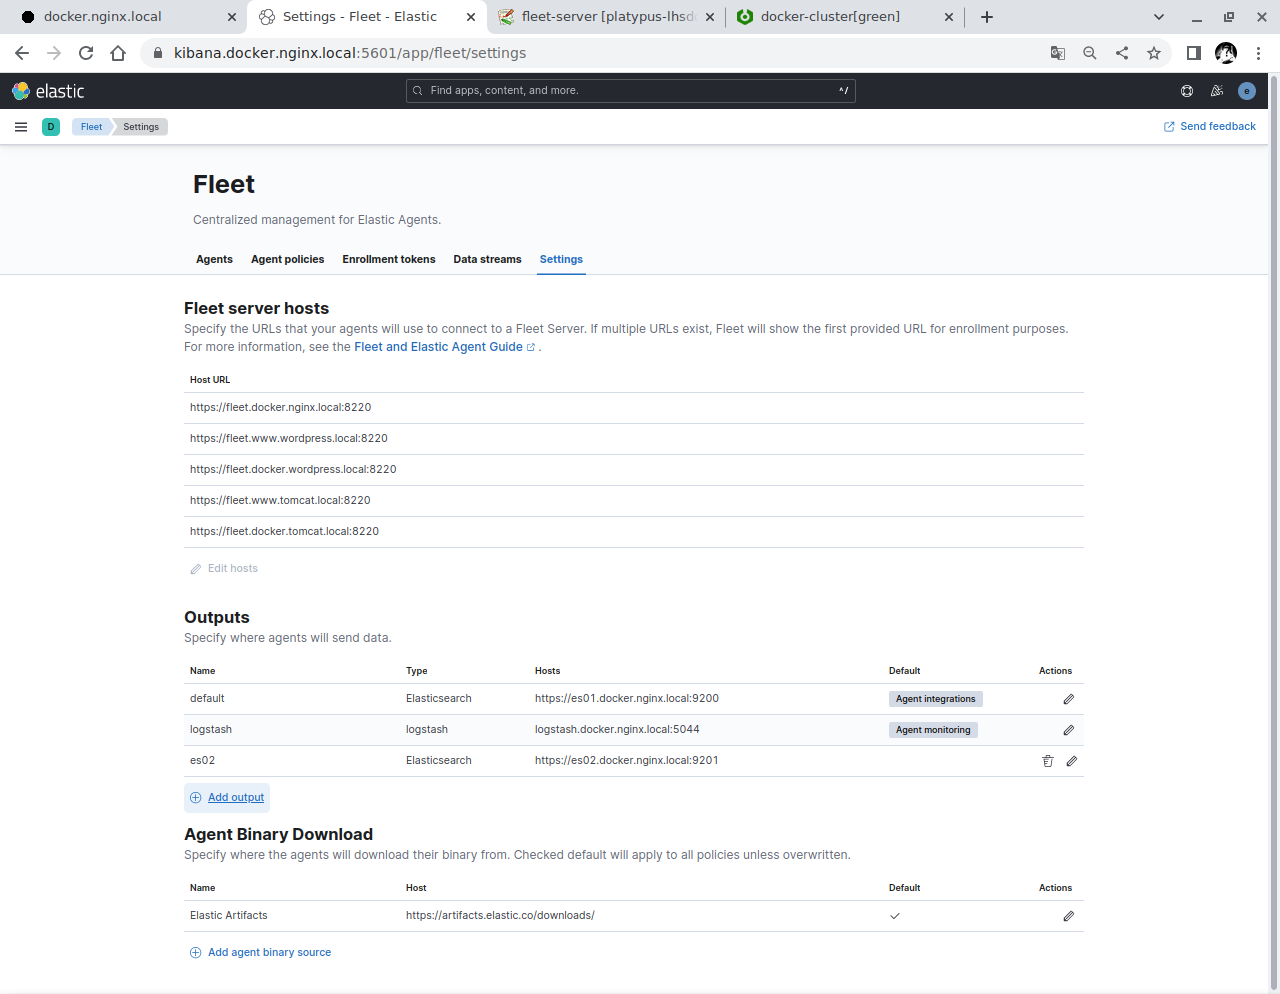 docker.nginx.local
Settings - Fleet - Elastic
fleet-server [platypus-lhsd
docker-cluster[green]
kibana.docker.nginx.local:5601/app/fleet/settings
elastic
Find apps, content, and more.
^/
e
D
Fleet
Settings
Send feedback
Fleet
Centralized management for Elastic Agents.
Agents
Agent policies
Enrollment tokens
Data streams
Settings
Fleet server hosts
Specify the URLs that your agents will use to connect to a Fleet Server. If multiple URLs exist, Fleet will show the first provided URL for enrollment purposes.
For more information, see the Fleet and Elastic Agent Guide .
Host URL
https://fleet.docker.nginx.local:8220
https://fleet.www.wordpress.local:8220
https://fleet.docker.wordpress.local:8220
https://fleet.www.tomcat.local:8220
https://fleet.docker.tomcat.local:8220
Edit hosts
Outputs
Specify where agents will send data.
Name Type Hosts Default Actions
default Elasticsearch https://es01.docker.nginx.local:9200 Agent integrations
logstash logstash logstash.docker.nginx.local:5044 Agent monitoring
es02 Elasticsearch https://es02.docker.nginx.local:9201
Add output
Agent Binary Download
Specify where the agents will download their binary from. Checked default will apply to all policies unless overwritten.
Name Host Default Actions
Elastic Artifacts https://artifacts.elastic.co/downloads/
Add agent binary source